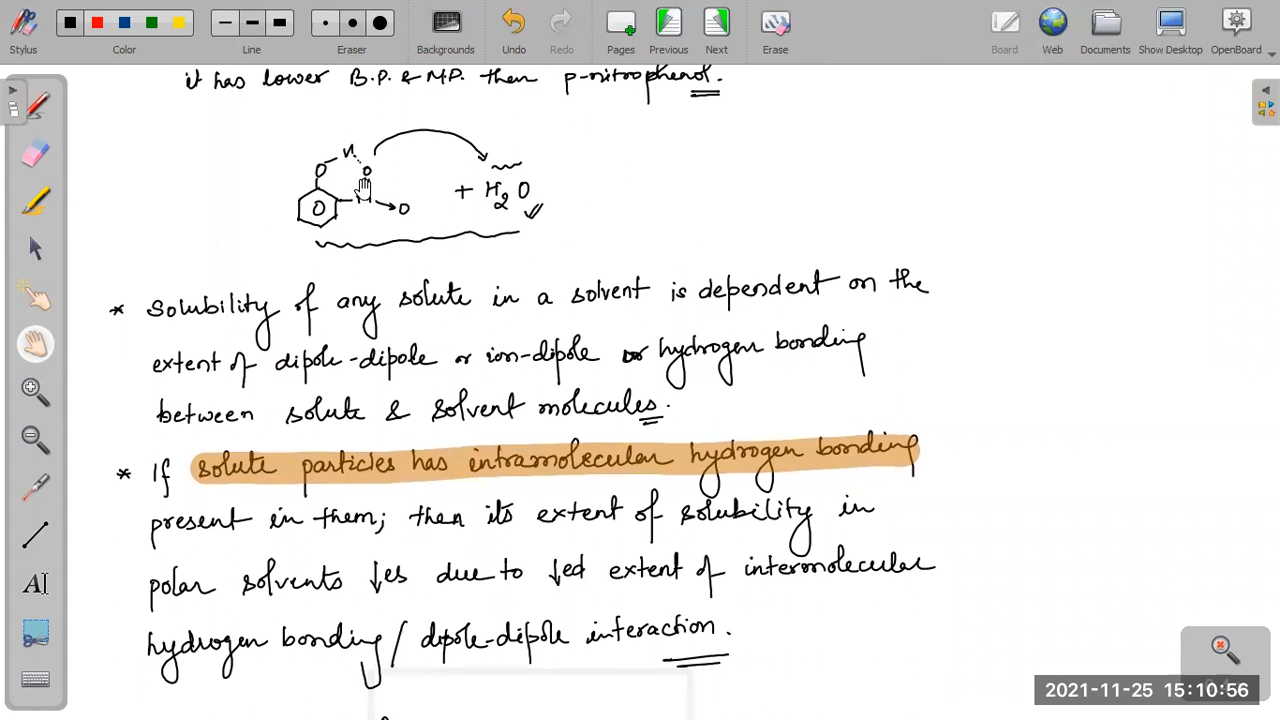 Stylus
Color
Line
Eraser
Backgrounds
Undo
Redo
Pages
Previous
Next
Erase
Board
Web
Documents
Show Desktop
OpenBoard
it has lower B.P. & M.P. then p-nitrophenol.
H
O O
O N O + H2O
* Solubility of any solute in a solvent is dependent on the
extent of dipole-dipole or ion-dipole or hydrogen bonding
between solute & solvent molecules.
* If solute particles has intramolecular hydrogen bonding
present in them; then its extent of solubility in
polar solvents ↓es due to ↓ed extent of intermolecular
hydrogen bonding / dipole-dipole interaction.
2021-11-25 15:10:56